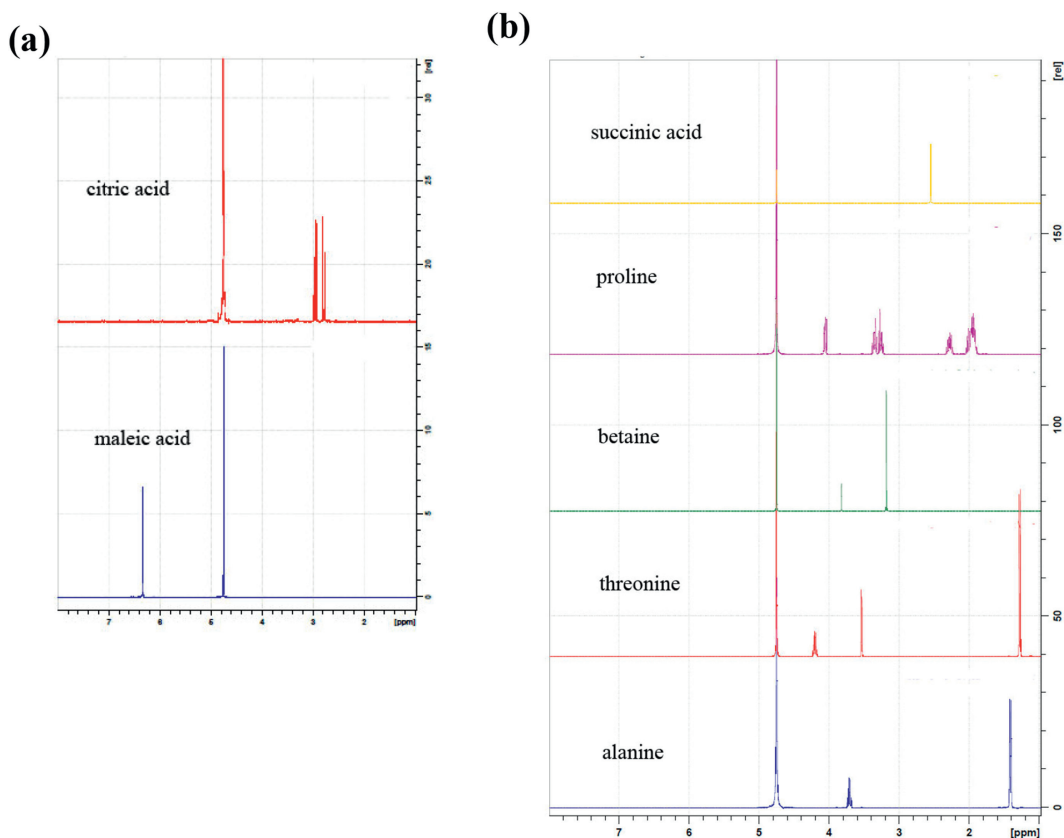 (a)
[rel]
30
citric acid
25
20
15
maleic acid
10
5
0
7 6 5 4 3 2 [ppm]
(b)
[rel]
succinic acid
150
proline
betaine
100
threonine
50
alanine
0
7 6 5 4 3 2 [ppm]